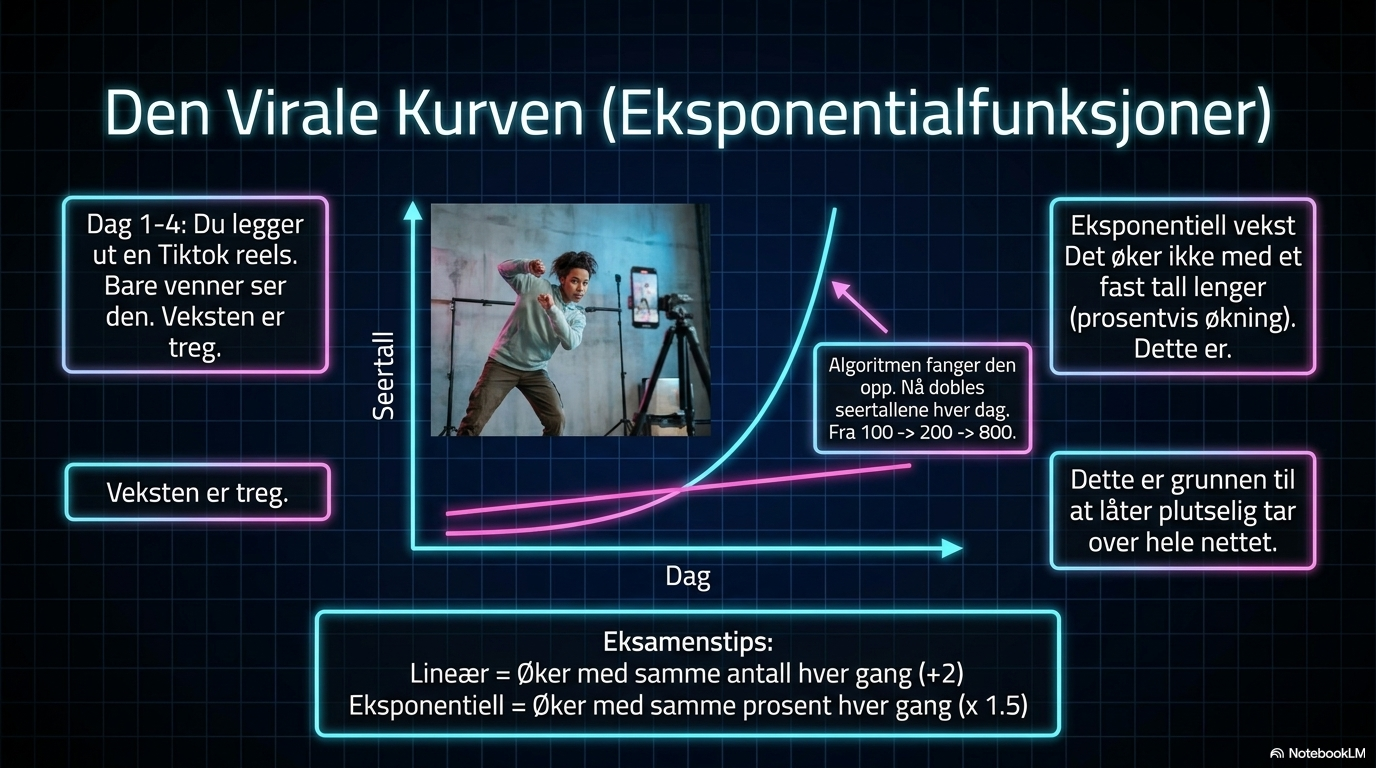 Den Virale Kurven (Eksponentialfunksjoner)
Dag 1-4: Du legger
ut en Tiktok reels.
Bare venner ser
den. Veksten er
treg.
Veksten er treg.
Seertall
Dag
Algoritmen fanger den
opp. Nå dobles
seertallene hver dag.
Fra 100 -> 200 -> 800.
Eksponentiell vekst
Det øker ikke med et
fast tall lenger
(prosentvis økning).
Dette er.
Dette er grunnen til
at låter plutselig tar
over hele nettet.
Eksamenstips:
Lineær = Øker med samme antall hver gang (+2)
Eksponentiell = Øker med samme prosent hver gang (x 1.5)
NotebookLM